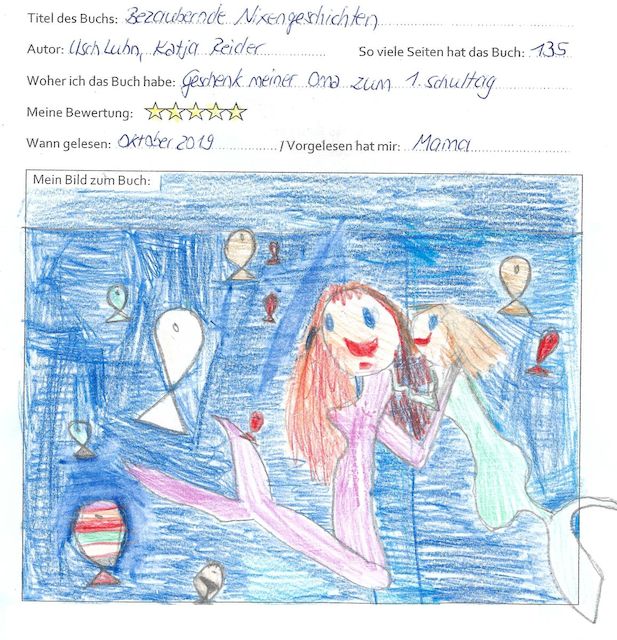 Titel des Buchs: Bezaubernde Nixengeschichten
Autor: Usch Luhn, Katja Reider So viele Seiten hat das Buch: 135
Woher ich das Buch habe: Geschenk meiner Oma zum 1. Schultag
Meine Bewertung:
Wann gelesen: Oktober 2019 / Vorgelesen hat mir: Mama
Mein Bild zum Buch: